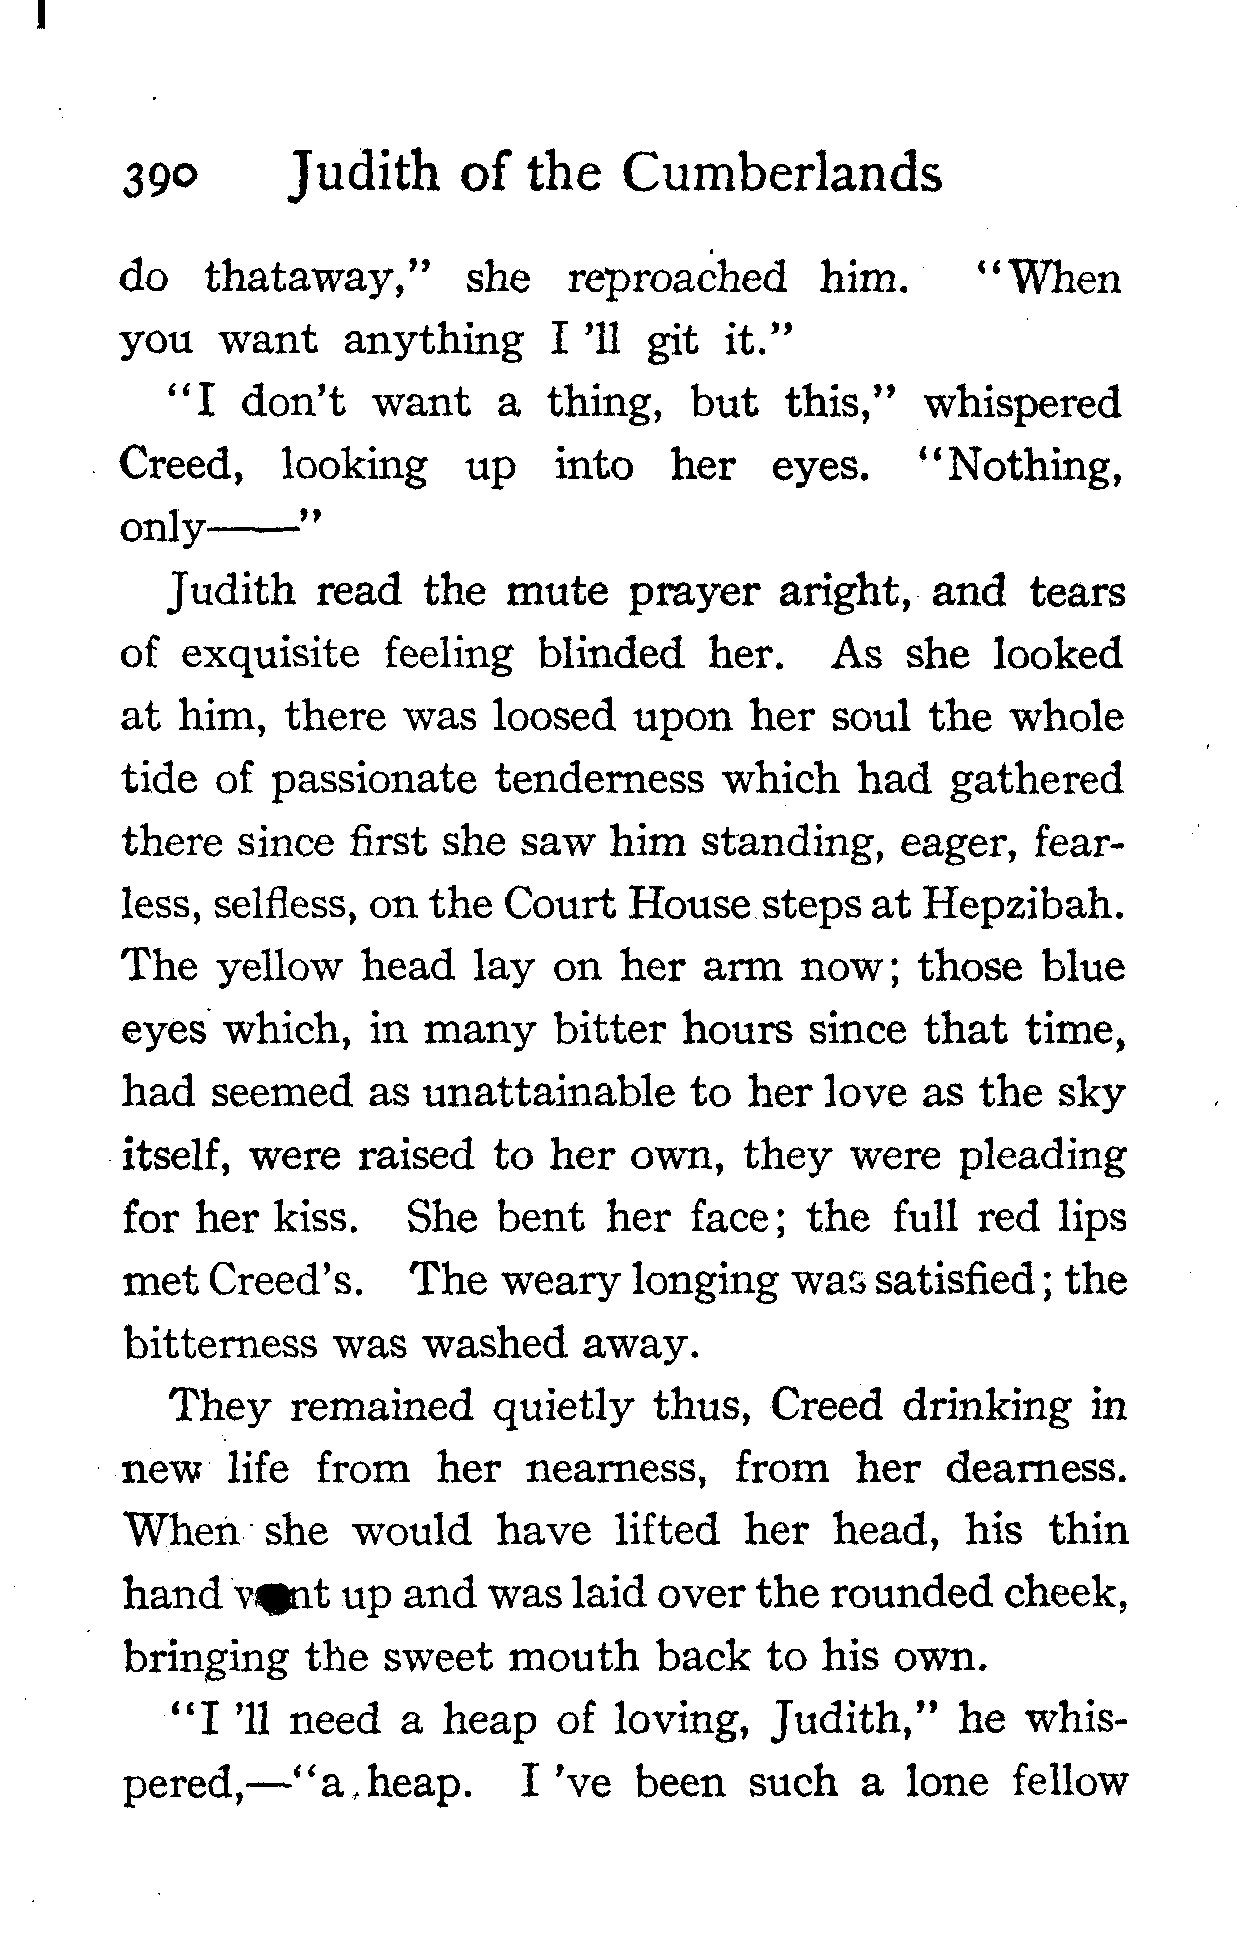 390 Judith of the Cumberlands
do thataway," she reproached him. "When
you want anything I 'll git it."
"I don't want a thing, but this," whispered
Creed, looking up into her eyes. "Nothing,
only——"
Judith read the mute prayer aright, and tears
of exquisite feeling blinded her. As she looked
at him, there was loosed upon her soul the whole
tide of passionate tenderness which had gathered
there since first she saw him standing, eager, fear-
less, selfless, on the Court House steps at Hepzibah.
The yellow head lay on her arm now; those blue
eyes which, in many bitter hours since that time,
had seemed as unattainable to her love as the sky
itself, were raised to her own, they were pleading
for her kiss. She bent her face; the full red lips
met Creed's. The weary longing was satisfied; the
bitterness was washed away.
They remained quietly thus, Creed drinking in
new life from her nearness, from her dearness.
When she would have lifted her head, his thin
hand up and was laid over the rounded cheek,
bringing the sweet mouth back to his own.
"I 'll need a heap of loving, Judith," he whis-
pered,—"a heap. I 've been such a lone fellow